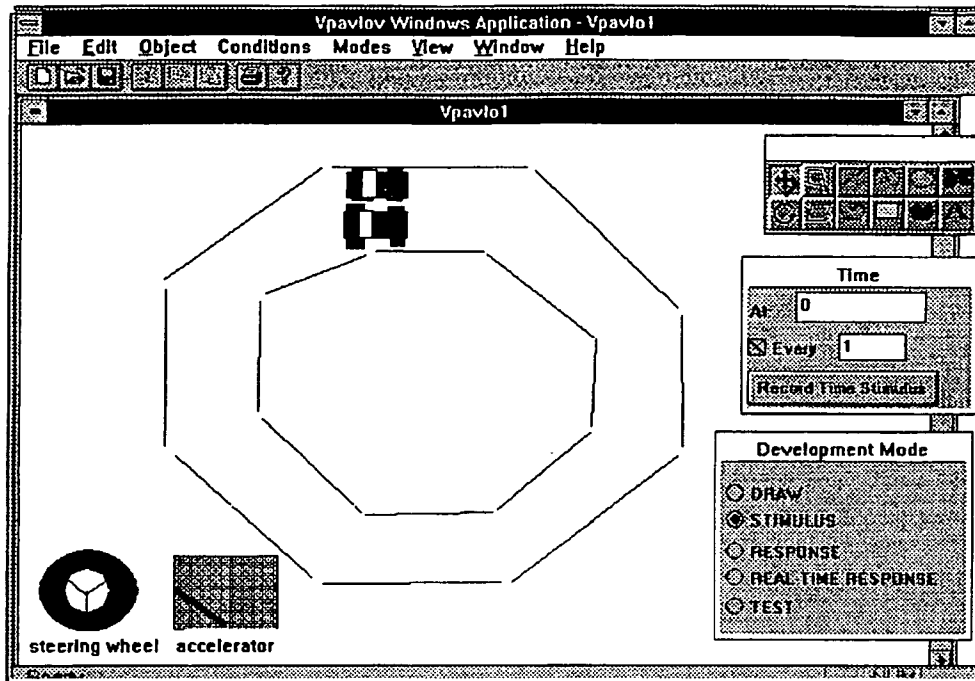 Vpavlov Windows Application - Vpavlo1
File Edit Object Conditions Modes View Window Help
?
Vpavlo1
Time
At 0
Every 1
Record Time Stimulus
Development Mode
DRAW
STIMULUS
RESPONSE
REAL-TIME RESPONSE
TEST
steering wheel accelerator